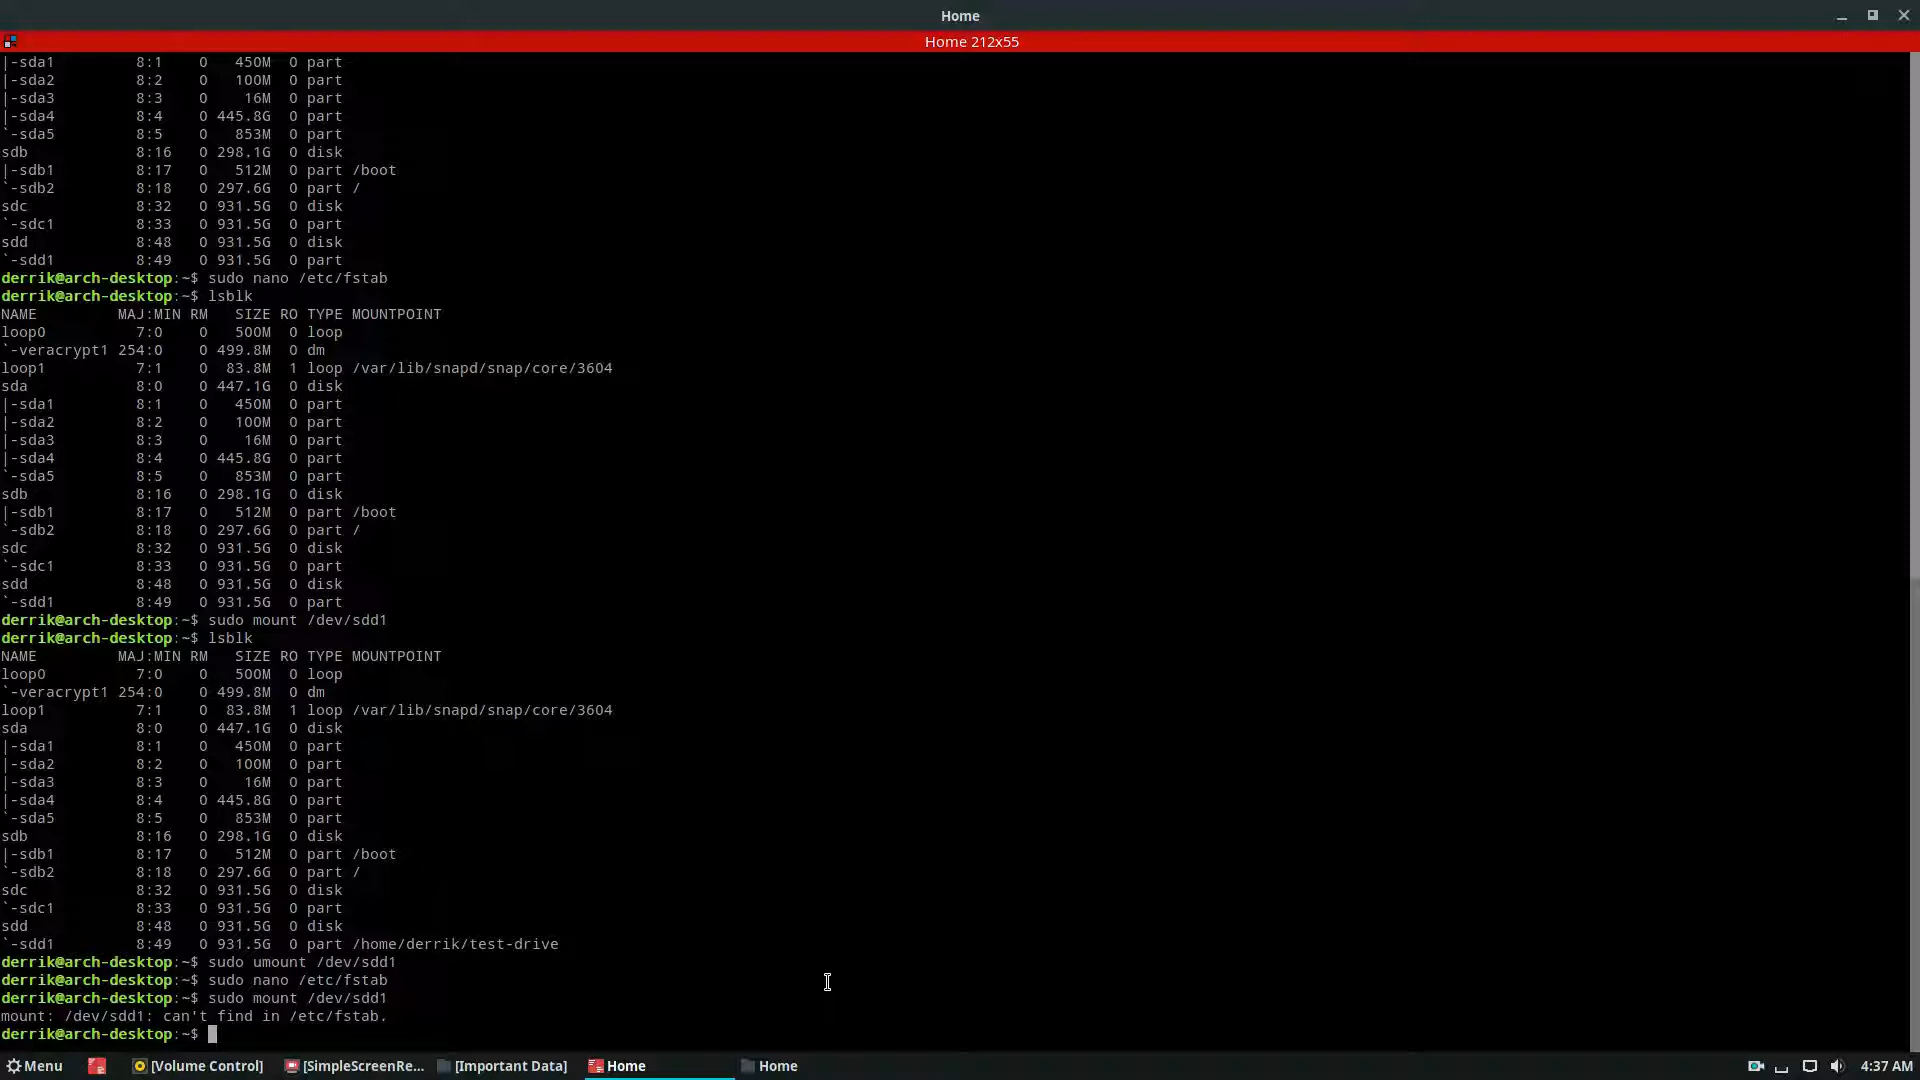 Home
Home 212x55
|-sda1         8:1    0   450M  0 part
|-sda2         8:2    0   100M  0 part
|-sda3         8:3    0    16M  0 part
|-sda4         8:4    0 445.8G  0 part
`-sda5         8:5    0   853M  0 part
sdb            8:16   0 298.1G  0 disk
|-sdb1         8:17   0   512M  0 part /boot
`-sdb2         8:18   0 297.6G  0 part /
sdc            8:32   0 931.5G  0 disk
`-sdc1         8:33   0 931.5G  0 part
sdd            8:48   0 931.5G  0 disk
`-sdd1         8:49   0 931.5G  0 part
derrik@arch-desktop:~$ sudo nano /etc/fstab
derrik@arch-desktop:~$ lsblk
NAME         MAJ:MIN RM   SIZE RO TYPE MOUNTPOINT
loop0          7:0    0   500M  0 loop
`-veracrypt1 254:0    0 499.8M  0 dm
loop1          7:1    0  83.8M  1 loop /var/lib/snapd/snap/core/3604
sda            8:0    0 447.1G  0 disk
|-sda1         8:1    0   450M  0 part
|-sda2         8:2    0   100M  0 part
|-sda3         8:3    0    16M  0 part
|-sda4         8:4    0 445.8G  0 part
`-sda5         8:5    0   853M  0 part
sdb            8:16   0 298.1G  0 disk
|-sdb1         8:17   0   512M  0 part /boot
`-sdb2         8:18   0 297.6G  0 part /
sdc            8:32   0 931.5G  0 disk
`-sdc1         8:33   0 931.5G  0 part
sdd            8:48   0 931.5G  0 disk
`-sdd1         8:49   0 931.5G  0 part
derrik@arch-desktop:~$ sudo mount /dev/sdd1
derrik@arch-desktop:~$ lsblk
NAME         MAJ:MIN RM   SIZE RO TYPE MOUNTPOINT
loop0          7:0    0   500M  0 loop
`-veracrypt1 254:0    0 499.8M  0 dm
loop1          7:1    0  83.8M  1 loop /var/lib/snapd/snap/core/3604
sda            8:0    0 447.1G  0 disk
|-sda1         8:1    0   450M  0 part
|-sda2         8:2    0   100M  0 part
|-sda3         8:3    0    16M  0 part
|-sda4         8:4    0 445.8G  0 part
`-sda5         8:5    0   853M  0 part
sdb            8:16   0 298.1G  0 disk
|-sdb1         8:17   0   512M  0 part /boot
`-sdb2         8:18   0 297.6G  0 part /
sdc            8:32   0 931.5G  0 disk
`-sdc1         8:33   0 931.5G  0 part
sdd            8:48   0 931.5G  0 disk
`-sdd1         8:49   0 931.5G  0 part /home/derrik/test-drive
derrik@arch-desktop:~$ sudo umount /dev/sdd1
derrik@arch-desktop:~$ sudo nano /etc/fstab
derrik@arch-desktop:~$ sudo mount /dev/sdd1
mount: /dev/sdd1: can't find in /etc/fstab.
derrik@arch-desktop:~$
Menu [Volume Control] [SimpleScreenRe... [Important Data] Home Home 4:37 AM